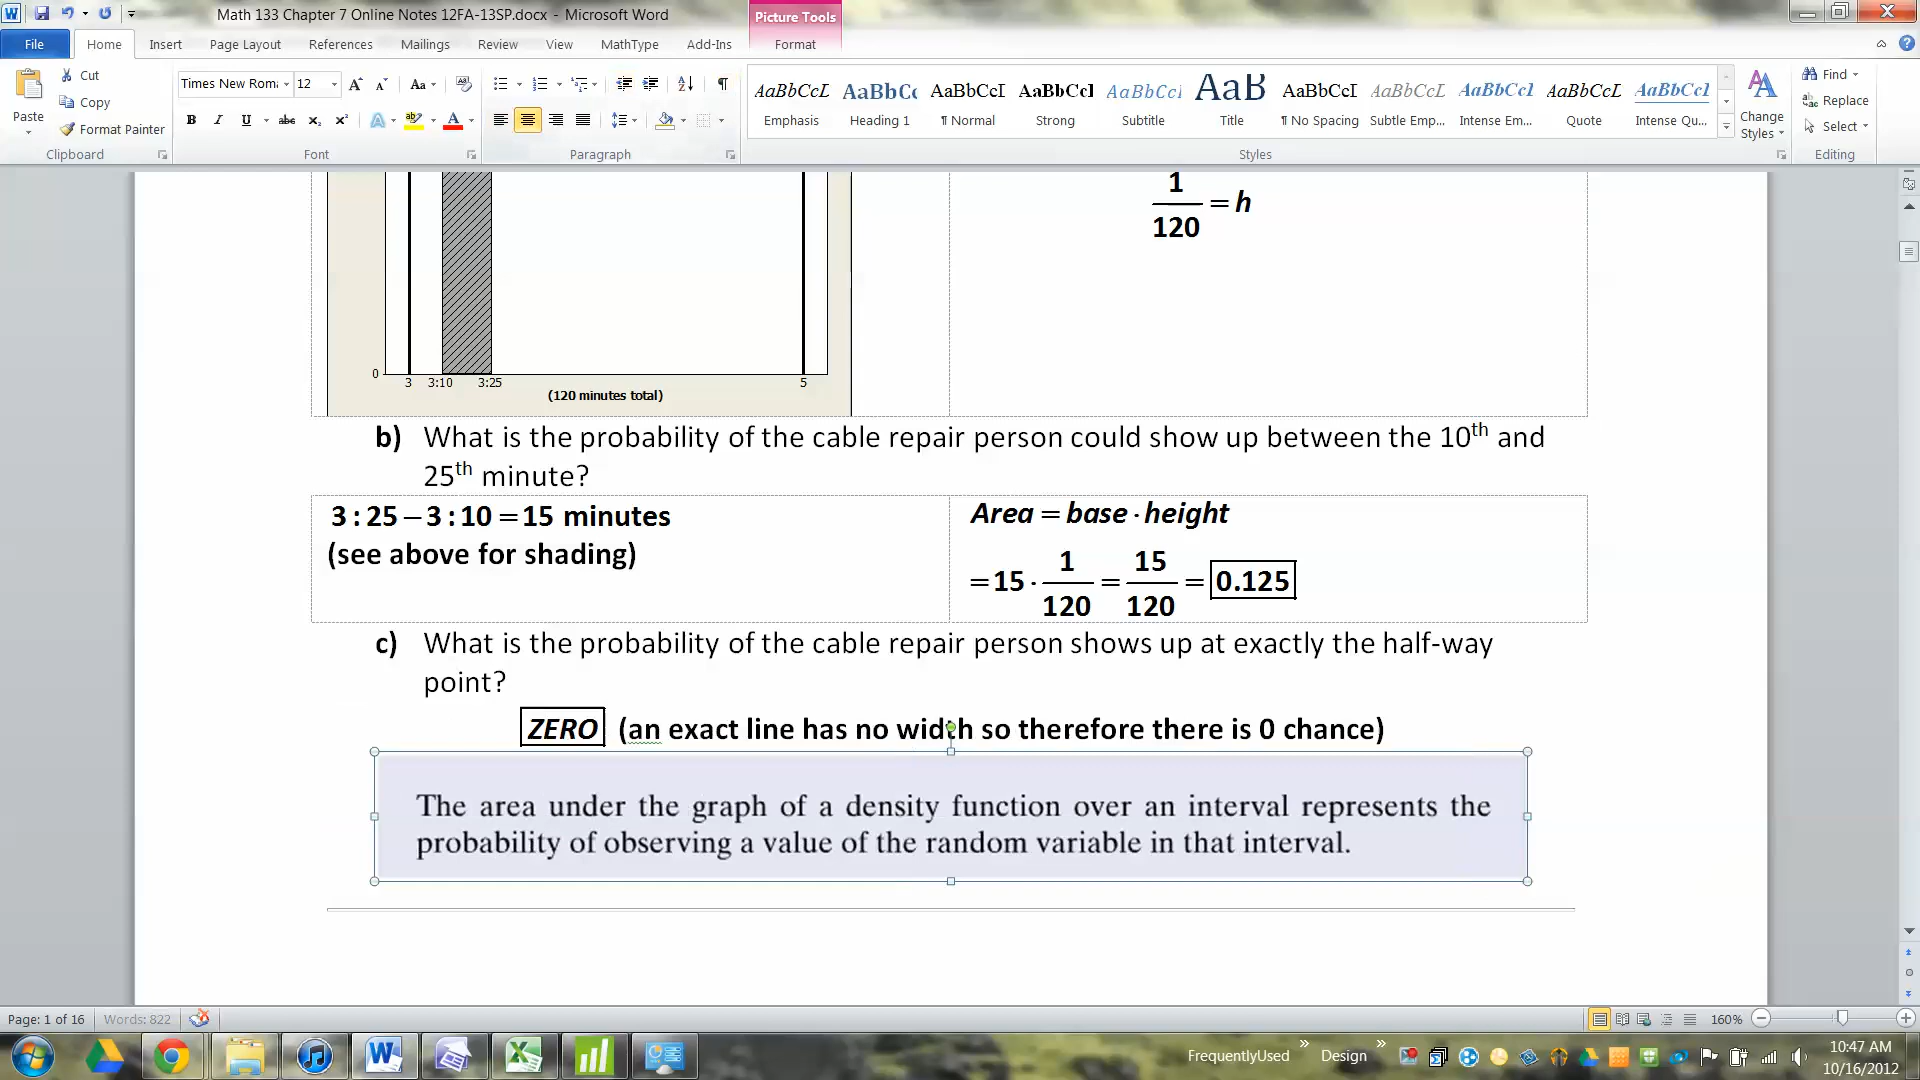 Math 133 Chapter 7 Online Notes 12FA-13SP.docx - Microsoft Word
Picture Tools
File Home Insert Page Layout References Mailings Review View MathType Add-Ins Format
Paste
Cut
Copy
Format Painter
Times New Roma 12
AaBbCcL AaBbCc AaBbCcI AaBbCcI AaBbCcI AaB AaBbCcI AaBbCcL AaBbCcI AaBbCcL AaBbCcI
Emphasis Heading 1 ¶ Normal Strong Subtitle Title ¶ No Spacing Subtle Emp... Intense Em... Quote Intense Qu...
Change Styles
Find
Replace
Select
Clipboard Font Paragraph Styles Editing
1/120 = h
0
3 3:10 3:25 5
(120 minutes total)
b) What is the probability of the cable repair person could show up between the 10th and
25th minute?
3:25 – 3:10 = 15 minutes
(see above for shading)
Area = base · height
= 15 · 1/120 = 15/120 = 0.125
c) What is the probability of the cable repair person shows up at exactly the half-way
point?
ZERO (an exact line has no width so therefore there is 0 chance)
The area under the graph of a density function over an interval represents the
probability of observing a value of the random variable in that interval.
Page: 1 of 16 Words: 822 160%
FrequentlyUsed » Design »
10:47 AM
10/16/2012